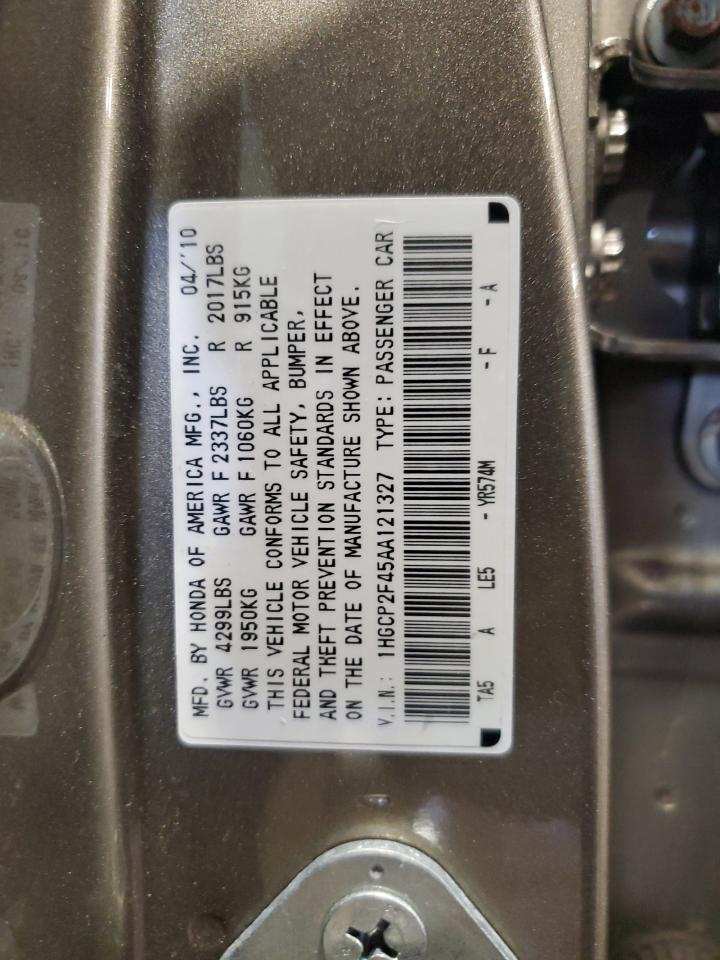 MFD. BY HONDA OF AMERICA MFG., INC. 04/'10
GVWR 4299LBS GAWR F 2337LBS R 2017LBS
GVWR 1950KG GAWR F 1060KG R 915KG
THIS VEHICLE CONFORMS TO ALL APPLICABLE
FEDERAL MOTOR VEHICLE SAFETY, BUMPER,
AND THEFT PREVENTION STANDARDS IN EFFECT
ON THE DATE OF MANUFACTURE SHOWN ABOVE.
V.I.N.: 1HGCP2F45AA121327 TYPE: PASSENGER CAR
TA5 A LE5 - YR574M - F - A